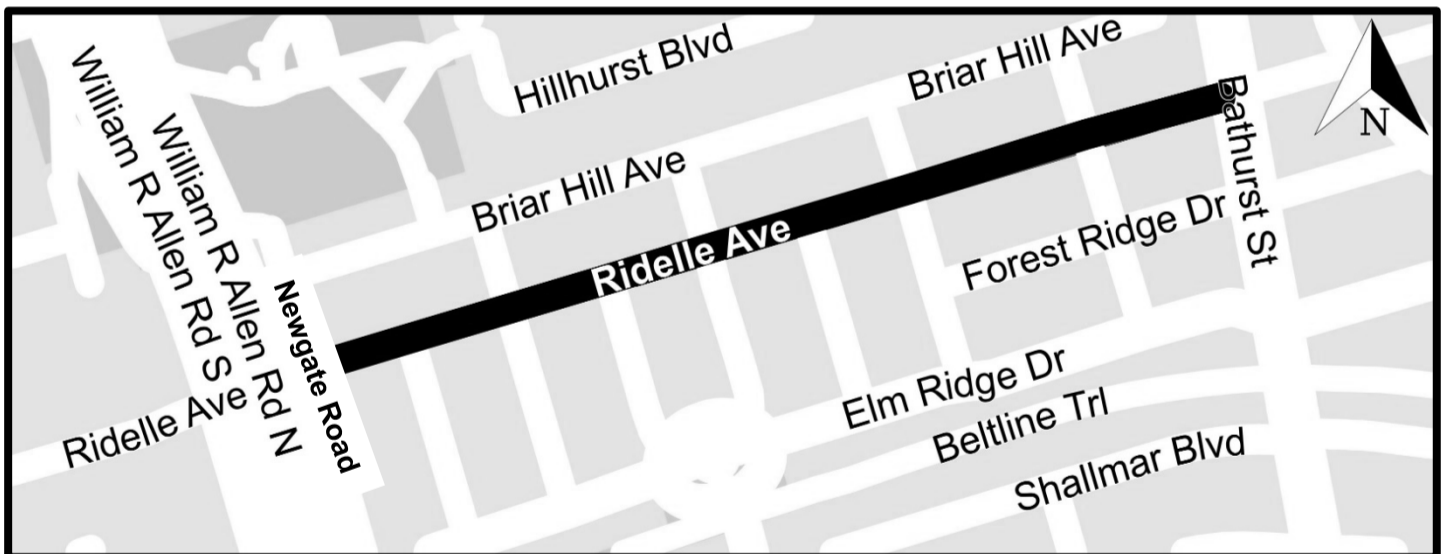 Hillhurst Blvd
Briar Hill Ave
N
William R Allen Rd S
William R Allen Rd N
Briar Hill Ave
Bathurst St
Ridelle Ave
Forest Ridge Dr
Newgate Road
Ridelle Ave
e
Elm Ridge Dr
Beltline Trl
Shallmar Blvd